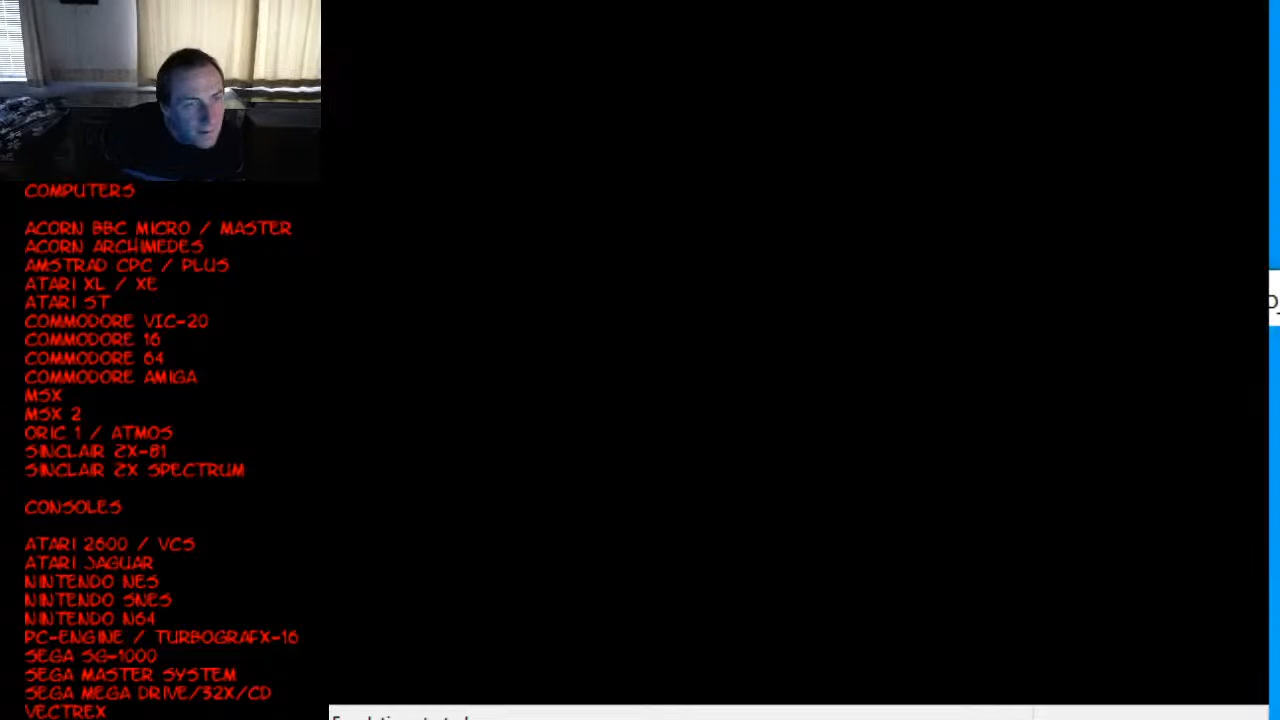 COMPUTERS
ACORN BBC MICRO / MASTER
ACORN ARCHIMEDES
AMSTRAD CPC / PLUS
ATARI XL / XE
ATARI ST
COMMODORE VIC-20
COMMODORE 16
COMMODORE 64
COMMODORE AMIGA
MSX
MSX 2
ORIC 1 / ATMOS
SINCLAIR ZX-81
SINCLAIR ZX SPECTRUM
CONSOLES
ATARI 2600 / VCS
ATARI JAGUAR
NINTENDO NES
NINTENDO SNES
NINTENDO N64
PC-ENGINE / TURBOGRAFX-16
SEGA SG-1000
SEGA MASTER SYSTEM
SEGA MEGA DRIVE/32X/CD
VECTREX